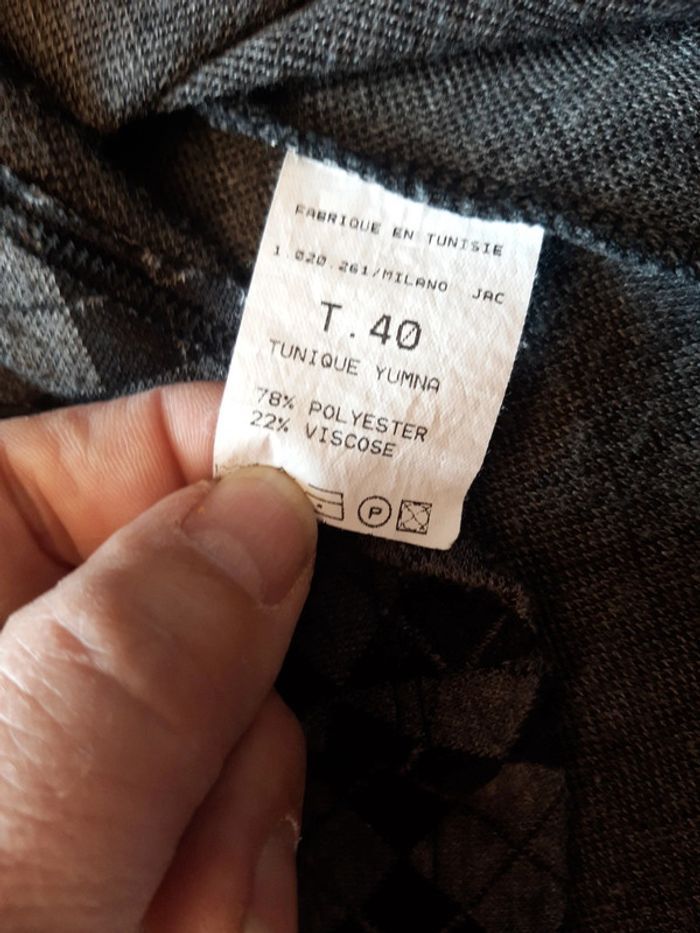 FABRIQUE EN TUNISIE
1.020.261/MILANO JAC
T.40
TUNIQUE YUMNA
78% POLYESTER
22% VISCOSE
P